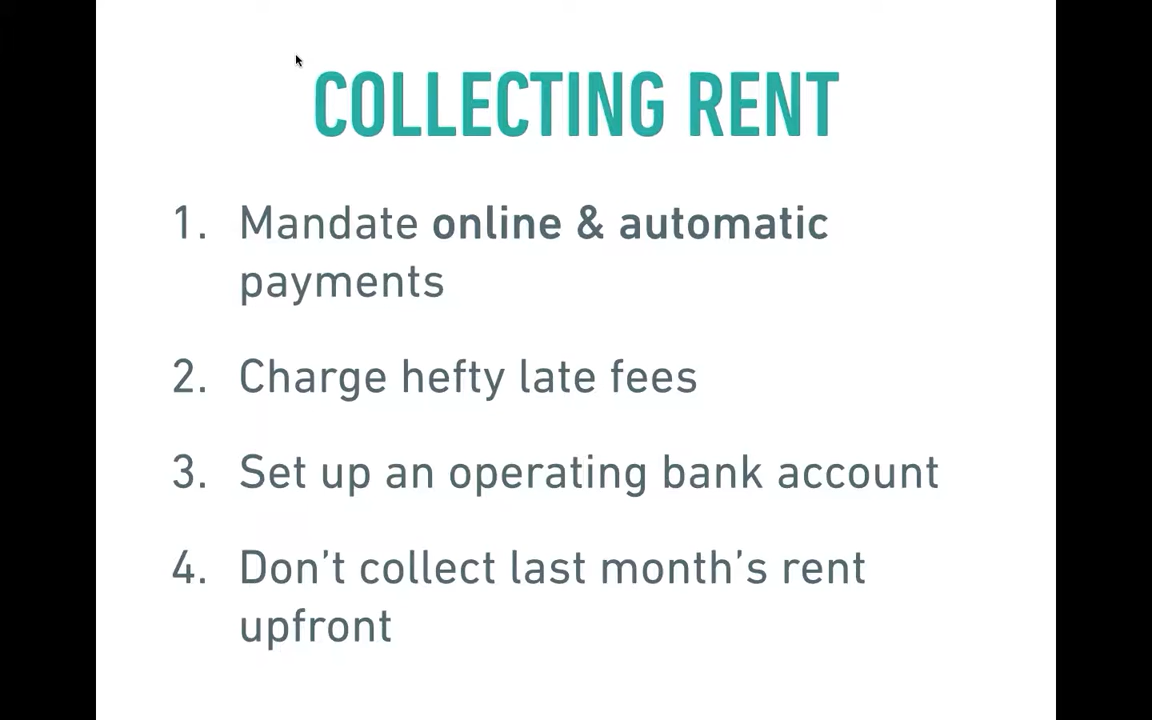 COLLECTING RENT
1. Mandate online & automatic
payments
2. Charge hefty late fees
3. Set up an operating bank account
4. Don’t collect last month’s rent
upfront